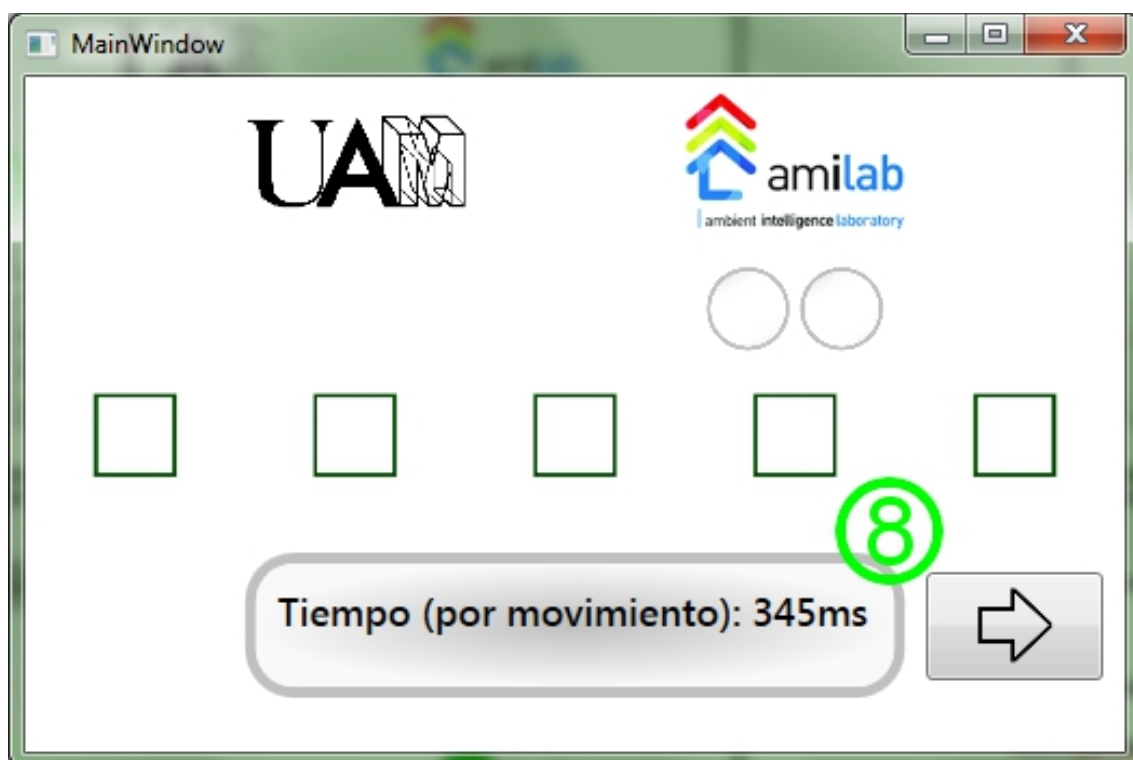 MainWindow
UAM
amilab
ambient intelligence laboratory
8
Tiempo (por movimiento): 345ms